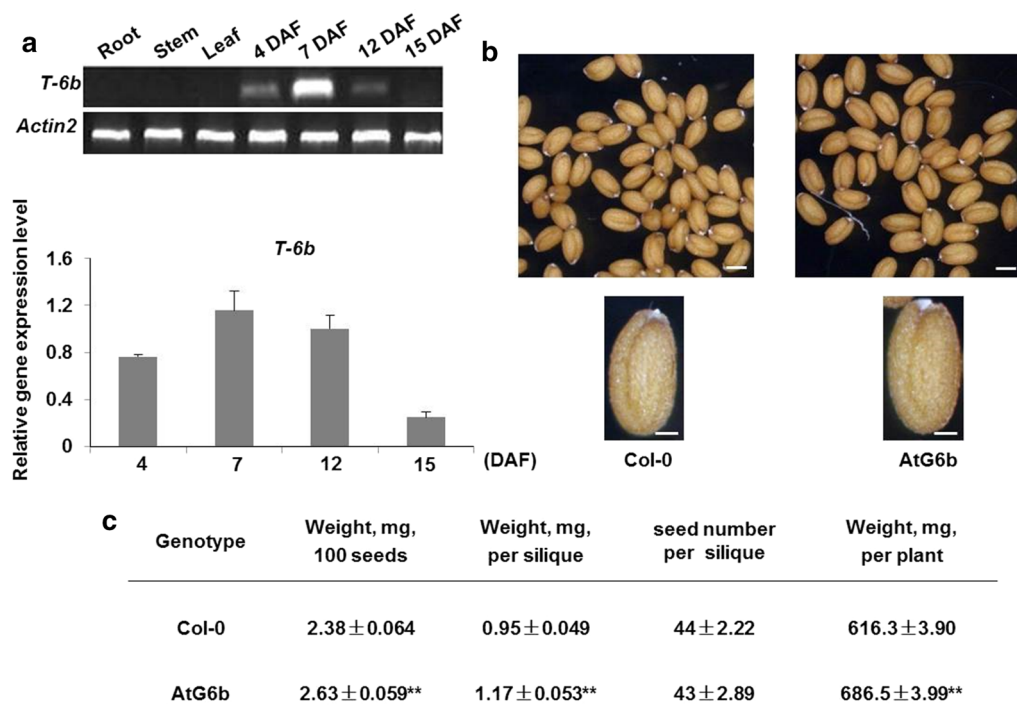 a
Root Stem Leaf 4 DAF 7 DAF 12 DAF 15 DAF
T-6b
Actin2
T-6b
Relative gene expression level
1.6
1.2
0.8
0.4
0
4 7 12 15 (DAF)
b
Col-0 AtG6b
c
Genotype Weight, mg, 100 seeds Weight, mg, per silique seed number per silique Weight, mg, per plant
Col-0 2.38±0.064 0.95±0.049 44±2.22 616.3±3.90
AtG6b 2.63±0.059** 1.17±0.053** 43±2.89 686.5±3.99**